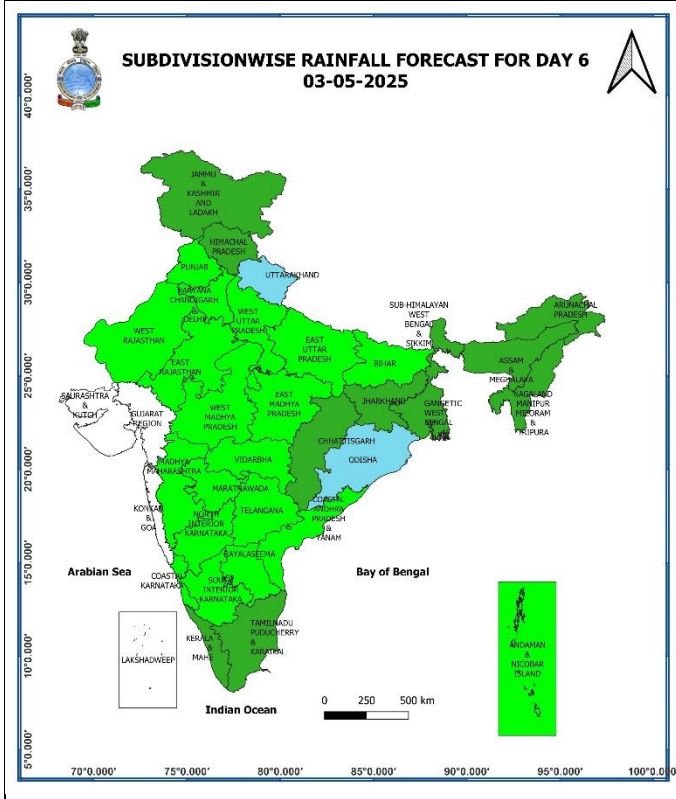 SUBDIVISIONWISE RAINFALL FORECAST FOR DAY 6
03-05-2025
40°0.000'
35°0.000'
30°0.000'
25°0.000'
20°0.000'
15°0.000'
10°0.000'
5°0.000'
JAMMU
&
KASHMIR
AND
LADAKH
HIMACHAL
PRADESH
PUNJAB
UTTARAKHAND
HARYANA
CHANDIGARH
&
DELHI
WEST
UTTAR
PRADESH
WEST
RAJASTHAN
EAST
RAJASTHAN
EAST
UTTAR
PRADESH
BIHAR
SUB-HIMALAYAN
WEST
BENGAL
&
SIKKIM
ARUNACHAL
PRADESH
ASSAM
&
MEGHALAYA
NAGALAND
MANIPUR
MIZORAM
&
TRIPURA
SAURASHTRA
&
KUTCH
GUJARAT
REGION
WEST
MADHYA
PRADESH
EAST
MADHYA
PRADESH
JHARKHAND
GANGETIC
WEST
BENGAL
CHHATTISGARH
ODISHA
MADHYA
MAHARASHTRA
VIDARBHA
MARATHWADA
KONKAN
&
GOA
NORTH
INTERIOR
KARNATAKA
TELANGANA
COASTAL
ANDHRA
PRADESH
&
YANAM
RAYALASEEMA
COASTAL
KARNATAKA
SOUTH
INTERIOR
KARNATAKA
Arabian Sea
Bay of Bengal
TAMILNADU
PUDUCHERRY
&
KARAIKAL
KERALA
&
MAHE
LAKSHADWEEP
ANDAMAN
&
NICOBAR
ISLAND
Indian Ocean
0 250 500 km
70°0.000' 75°0.000' 80°0.000' 85°0.000' 90°0.000' 95°0.000' 100°0.000'